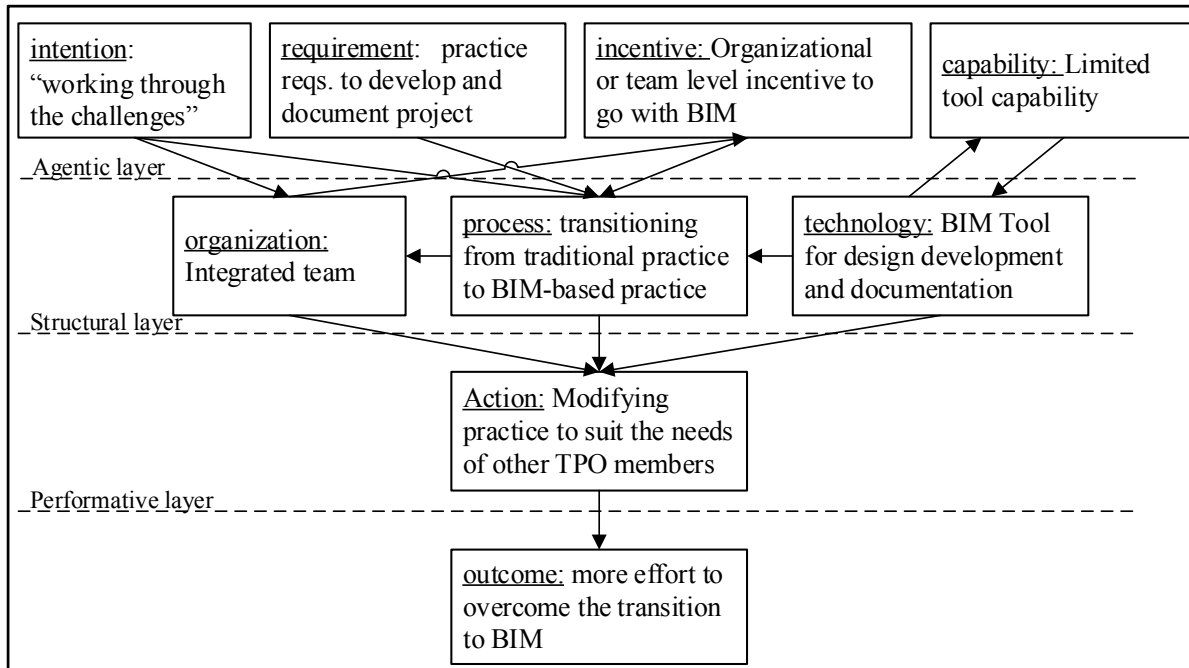 intention:
“working through
the challenges”
requirement: practice
reqs. to develop and
document project
incentive: Organizational
or team level incentive to
go with BIM
capability: Limited
tool capability
Agentic layer
organization:
Integrated team
process: transitioning
from traditional practice
to BIM-based practice
technology: BIM Tool
for design development
and documentation
Structural layer
Action: Modifying
practice to suit the needs
of other TPO members
Performative layer
outcome: more effort to
overcome the transition
to BIM